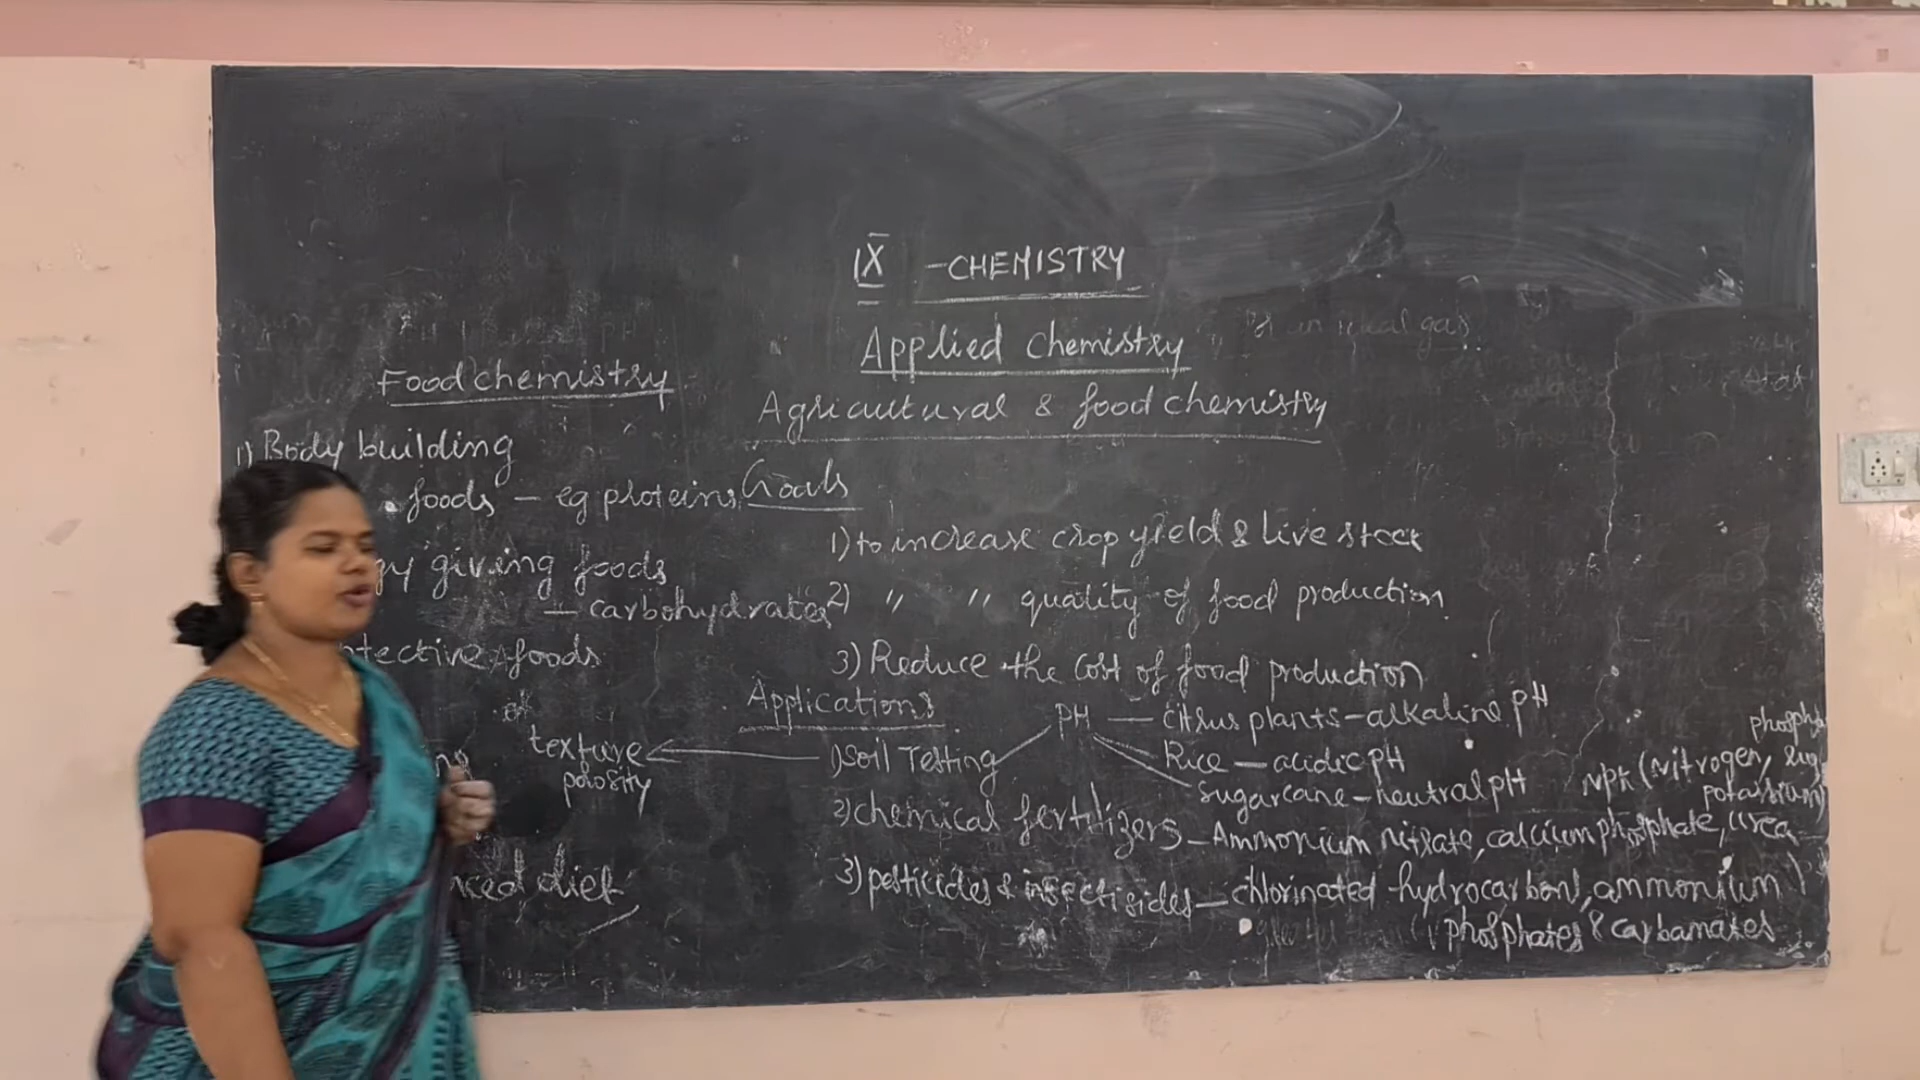 IX - CHEMISTRY
Applied Chemistry
Agricultural & food chemistry
Food chemistry
1) Body building
foods - eg proteins
gy giving foods
- carbohydrates
tective foods
nced diet
Goals
1) to increase crop yield & Live stock
2) " " quality of food production
3) Reduce the cost of food production
Applications
1) Soil Testing
texture
porosity
PH - citrus plants - alkaline pH
Rice - acidic pH
Sugarcane - neutral pH
NPK (Nitrogen,
potassium)
2) chemical fertilizers - Ammonium nitrate, calcium phosphate, urea
3) pesticides & insectisides - chlorinated hydrocarbons, ammonium
phosphates & carbamates